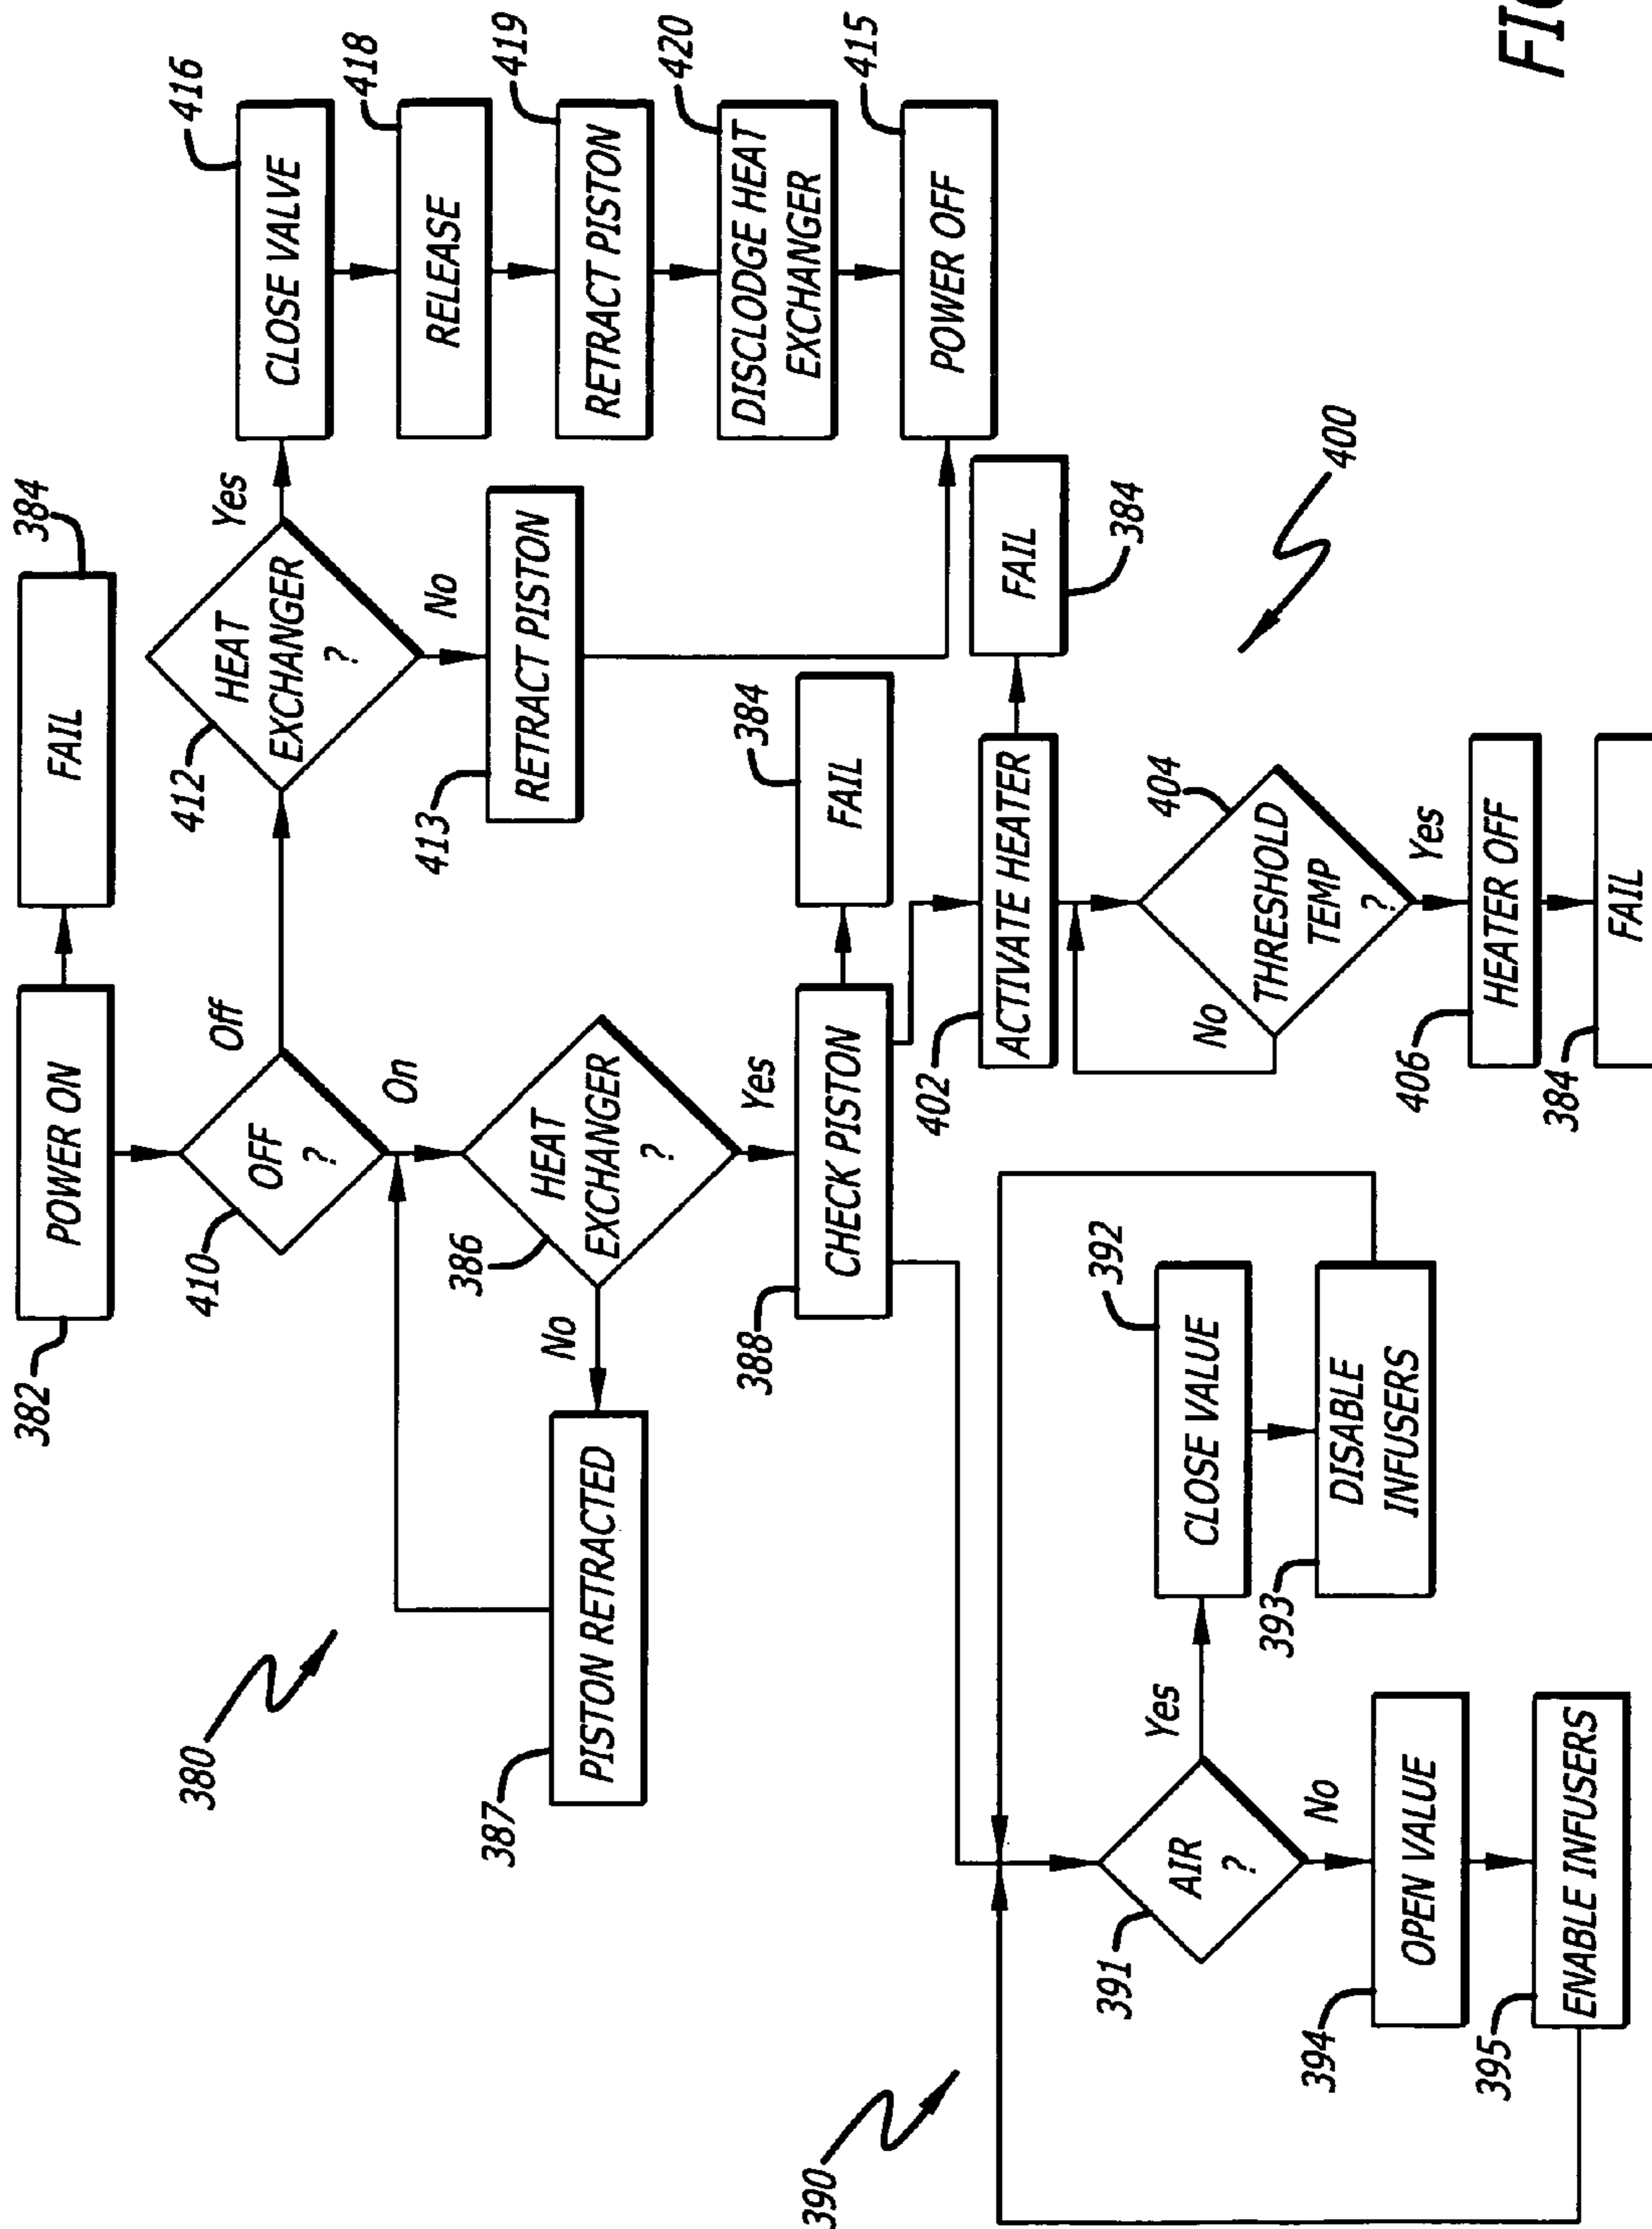 382
POWER ON
FAIL
384
410
OFF
?
Off
On
412
HEAT
EXCHANGER
?
Yes
No
CLOSE VALVE
416
RELEASE
418
413
RETRACT PISTON
RETRACT PISTON
419
DISCLODGE HEAT
EXCHANGER
420
POWER OFF
415
380
386
HEAT
EXCHANGER
?
No
Yes
387
PISTON RETRACTED
388
CHECK PISTON
FAIL
384
390
391
AIR
?
Yes
No
CLOSE VALUE
392
393
DISABLE
INFUSERS
394
OPEN VALUE
395
ENABLE INFUSERS
400
402
ACTIVATE HEATER
FAIL
384
404
THRESHOLD
TEMP
?
No
Yes
406
HEATER OFF
384
FAIL